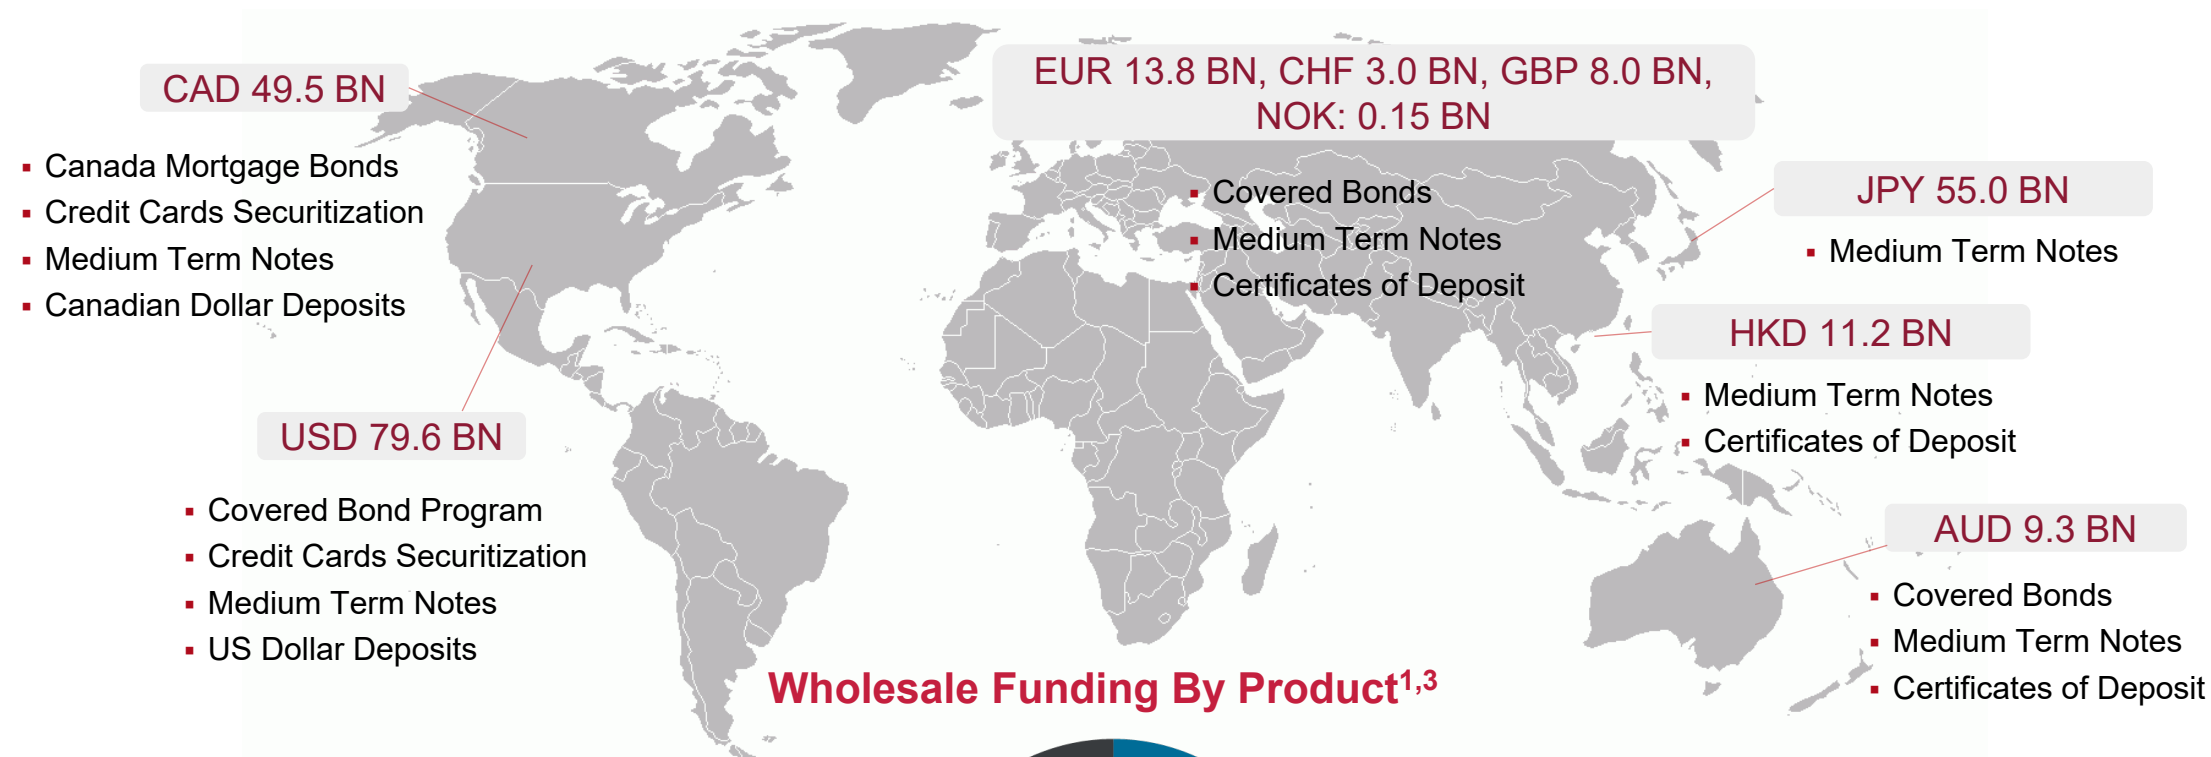 CAD 49.5 BN
▪ Canada Mortgage Bonds
▪ Credit Cards Securitization
▪ Medium Term Notes
▪ Canadian Dollar Deposits
USD 79.6 BN
▪ Covered Bond Program
▪ Credit Cards Securitization
▪ Medium Term Notes
▪ US Dollar Deposits
EUR 13.8 BN, CHF 3.0 BN, GBP 8.0 BN,
NOK: 0.15 BN
▪ Covered Bonds
▪ Medium Term Notes
▪ Certificates of Deposit
JPY 55.0 BN
▪ Medium Term Notes
HKD 11.2 BN
▪ Medium Term Notes
▪ Certificates of Deposit
AUD 9.3 BN
▪ Covered Bonds
▪ Medium Term Notes
▪ Certificates of Deposit
Wholesale Funding By Product¹,³